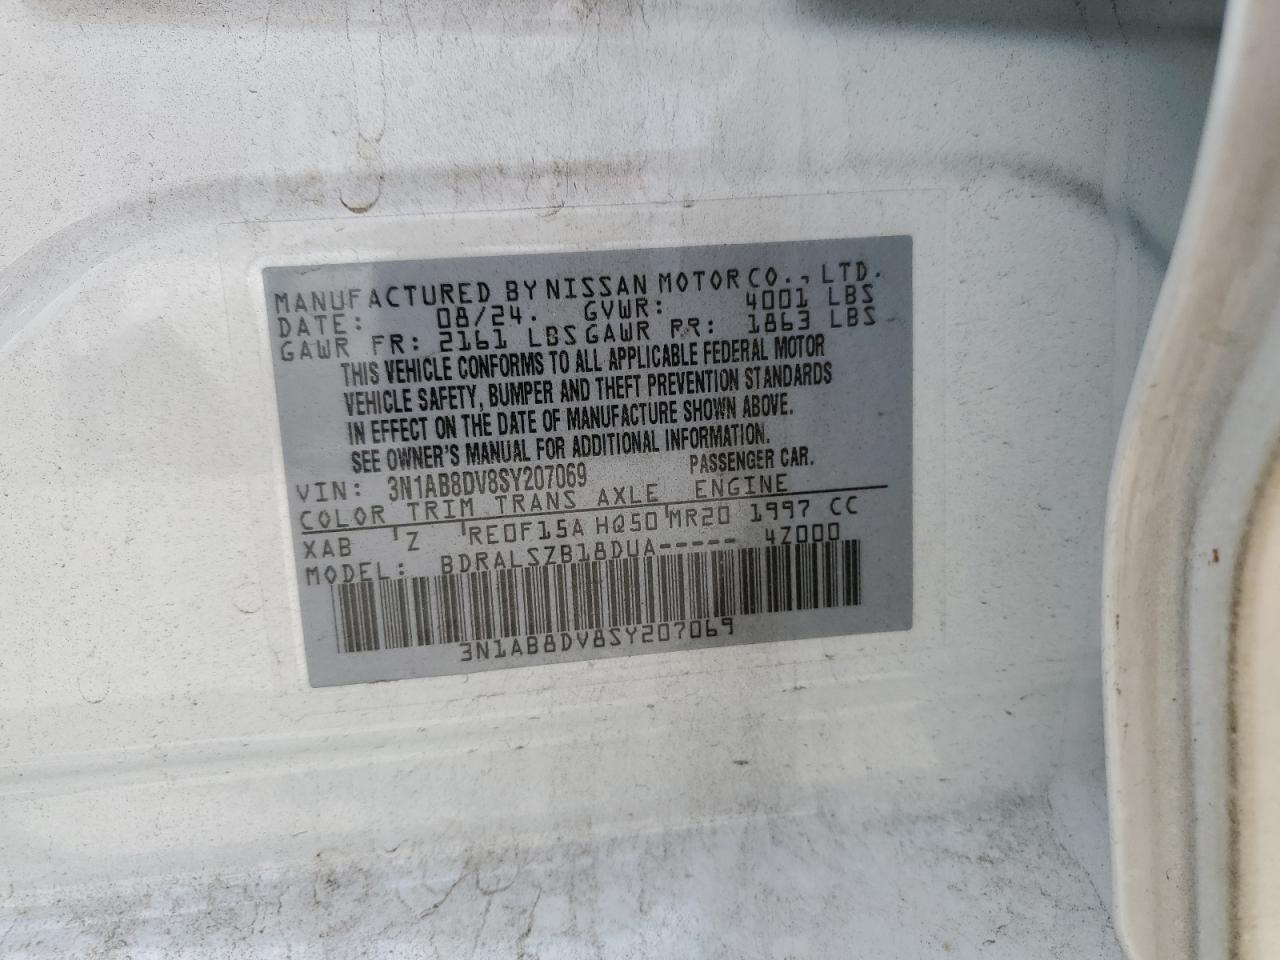 MANUFACTURED BY NISSAN MOTOR CO., LTD.
DATE: 08/24. GVWR: 4001 LBS
GAWR FR: 2161 LBS GAWR RR: 1863 LBS
THIS VEHICLE CONFORMS TO ALL APPLICABLE FEDERAL MOTOR
VEHICLE SAFETY, BUMPER AND THEFT PREVENTION STANDARDS
IN EFFECT ON THE DATE OF MANUFACTURE SHOWN ABOVE.
SEE OWNER'S MANUAL FOR ADDITIONAL INFORMATION.
VIN: 3N1AB8DV8SY207069 PASSENGER CAR.
COLOR TRIM TRANS AXLE ENGINE
XAB Z RE0F15A HQ50 MR20 1997 CC
MODEL: BDRALSZB18DUA----- 4Z000
3N1AB8DV8SY207069